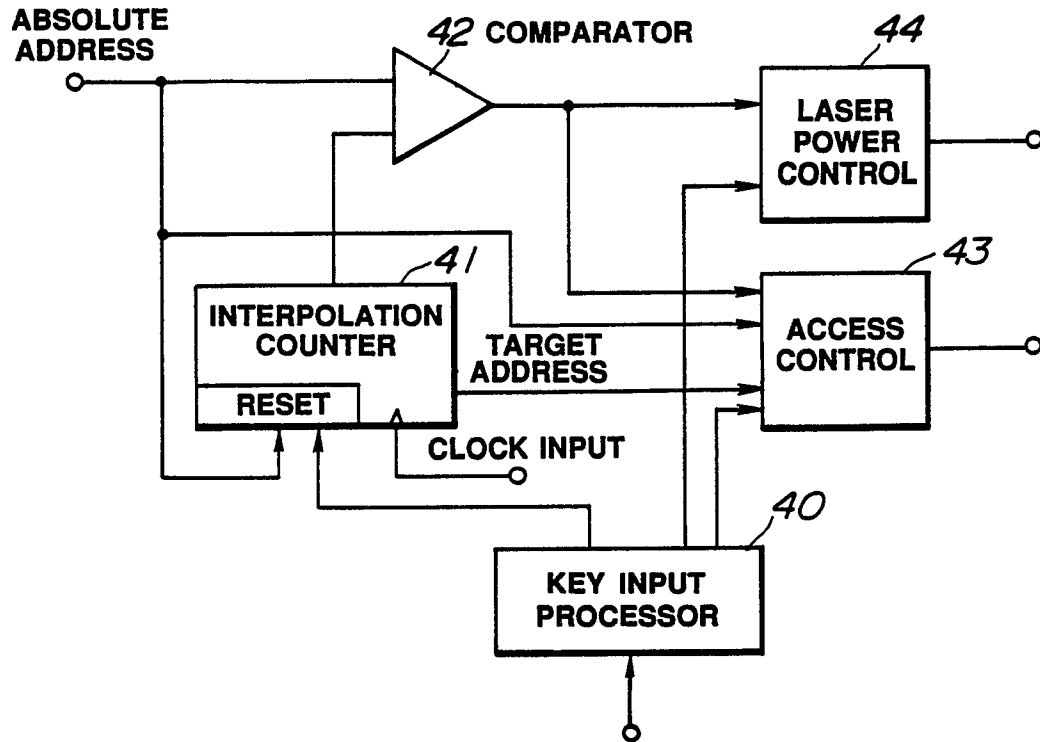 ABSOLUTE
ADDRESS
42 COMPARATOR
44
LASER
POWER
CONTROL
41
INTERPOLATION
COUNTER
RESET
TARGET
ADDRESS
CLOCK INPUT
43
ACCESS
CONTROL
40
KEY INPUT
PROCESSOR